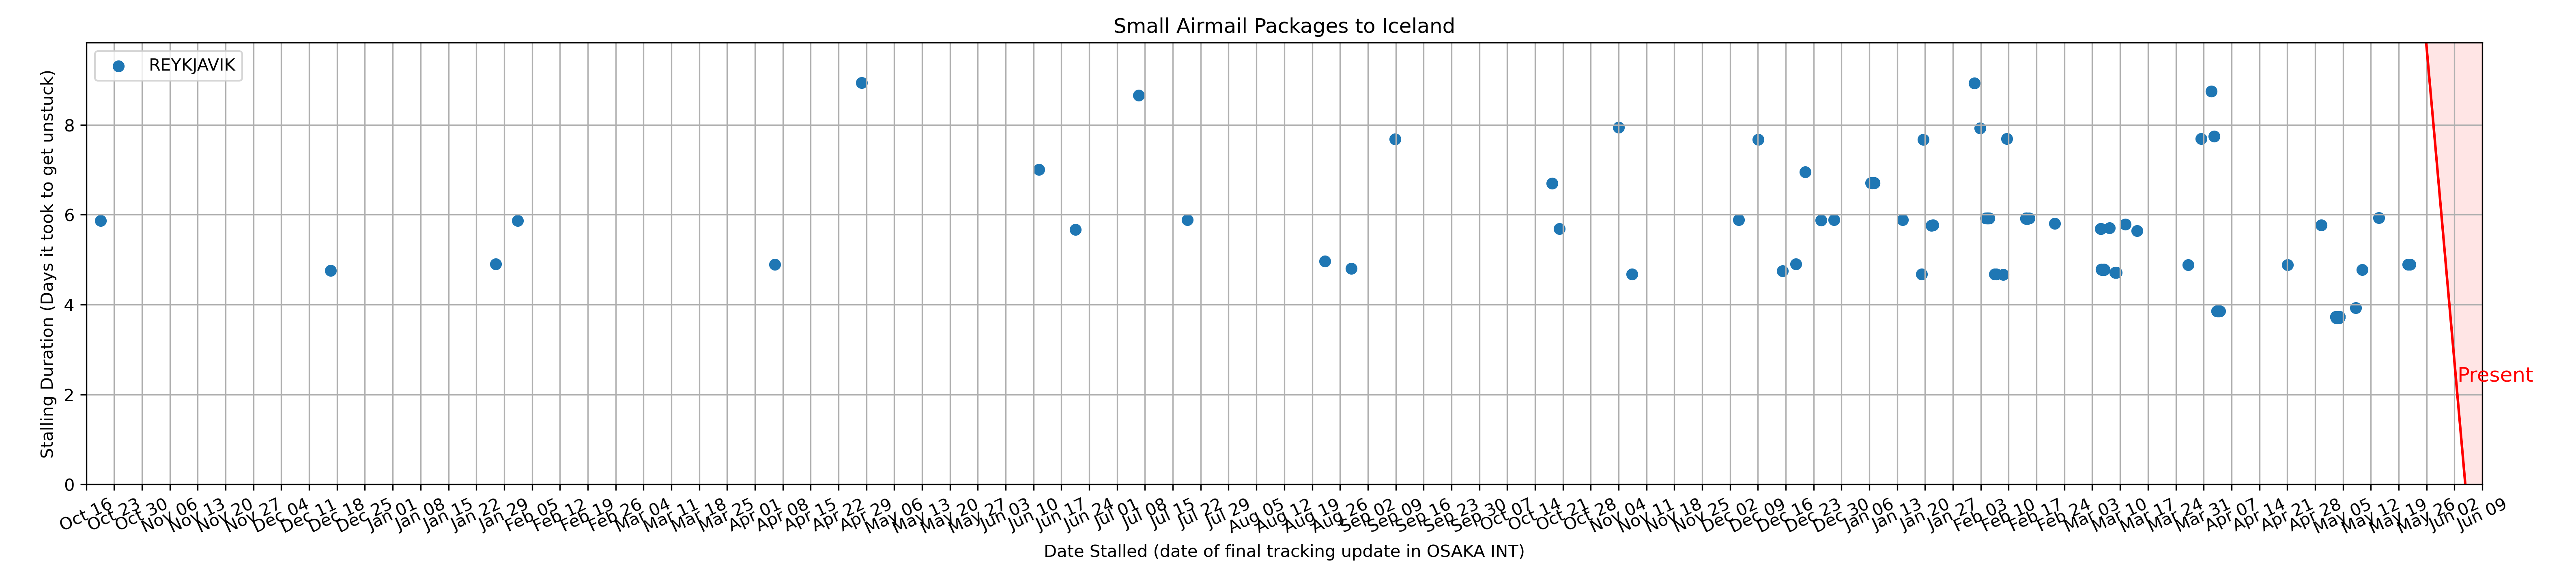 Small Airmail Packages to Iceland
REYKJAVIK
Stalling Duration (Days it took to get unstuck)
8
6
4
2
0
Present
Oct 16
Oct 23
Oct 30
Nov 06
Nov 13
Nov 20
Nov 27
Dec 04
Dec 11
Dec 18
Dec 25
Jan 01
Jan 08
Jan 15
Jan 22
Jan 29
Feb 05
Feb 12
Feb 19
Feb 26
Mar 04
Mar 11
Mar 18
Mar 25
Apr 01
Apr 08
Apr 15
Apr 22
Apr 29
May 06
May 13
May 20
May 27
Jun 03
Jun 10
Jun 17
Jun 24
Jul 01
Jul 08
Jul 15
Jul 22
Jul 29
Aug 05
Aug 12
Aug 19
Aug 26
Sep 02
Sep 09
Sep 16
Sep 23
Sep 30
Oct 07
Oct 14
Oct 21
Oct 28
Nov 04
Nov 11
Nov 18
Nov 25
Dec 02
Dec 09
Dec 16
Dec 23
Dec 30
Jan 06
Jan 13
Jan 20
Jan 27
Feb 03
Feb 10
Feb 17
Feb 24
Mar 03
Mar 10
Mar 17
Mar 24
Mar 31
Apr 07
Apr 14
Apr 21
Apr 28
May 05
May 12
May 19
May 26
Jun 02
Jun 09
Date Stalled (date of final tracking update in OSAKA INT)